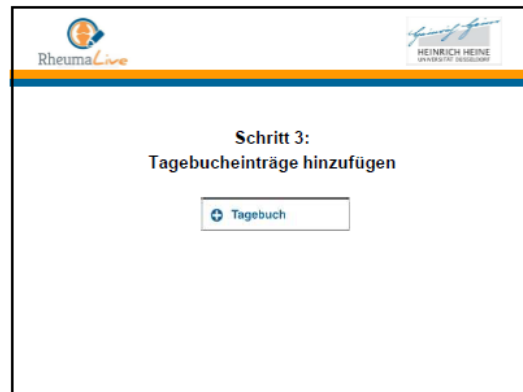 RheumaLive
HEINRICH HEINE
UNIVERSITÄT DÜSSELDORF
Schritt 3:
Tagebucheinträge hinzufügen
Tagebuch